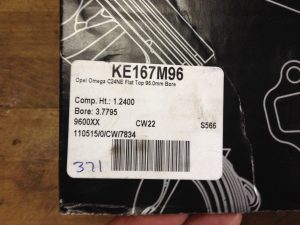 KE167M96
Opel Omega C24NE Flat Top 96.0mm Bore
Comp. Ht.: 1.2400
Bore: 3.7795
9600XX CW22 S566
110515/0/CW/7834
371